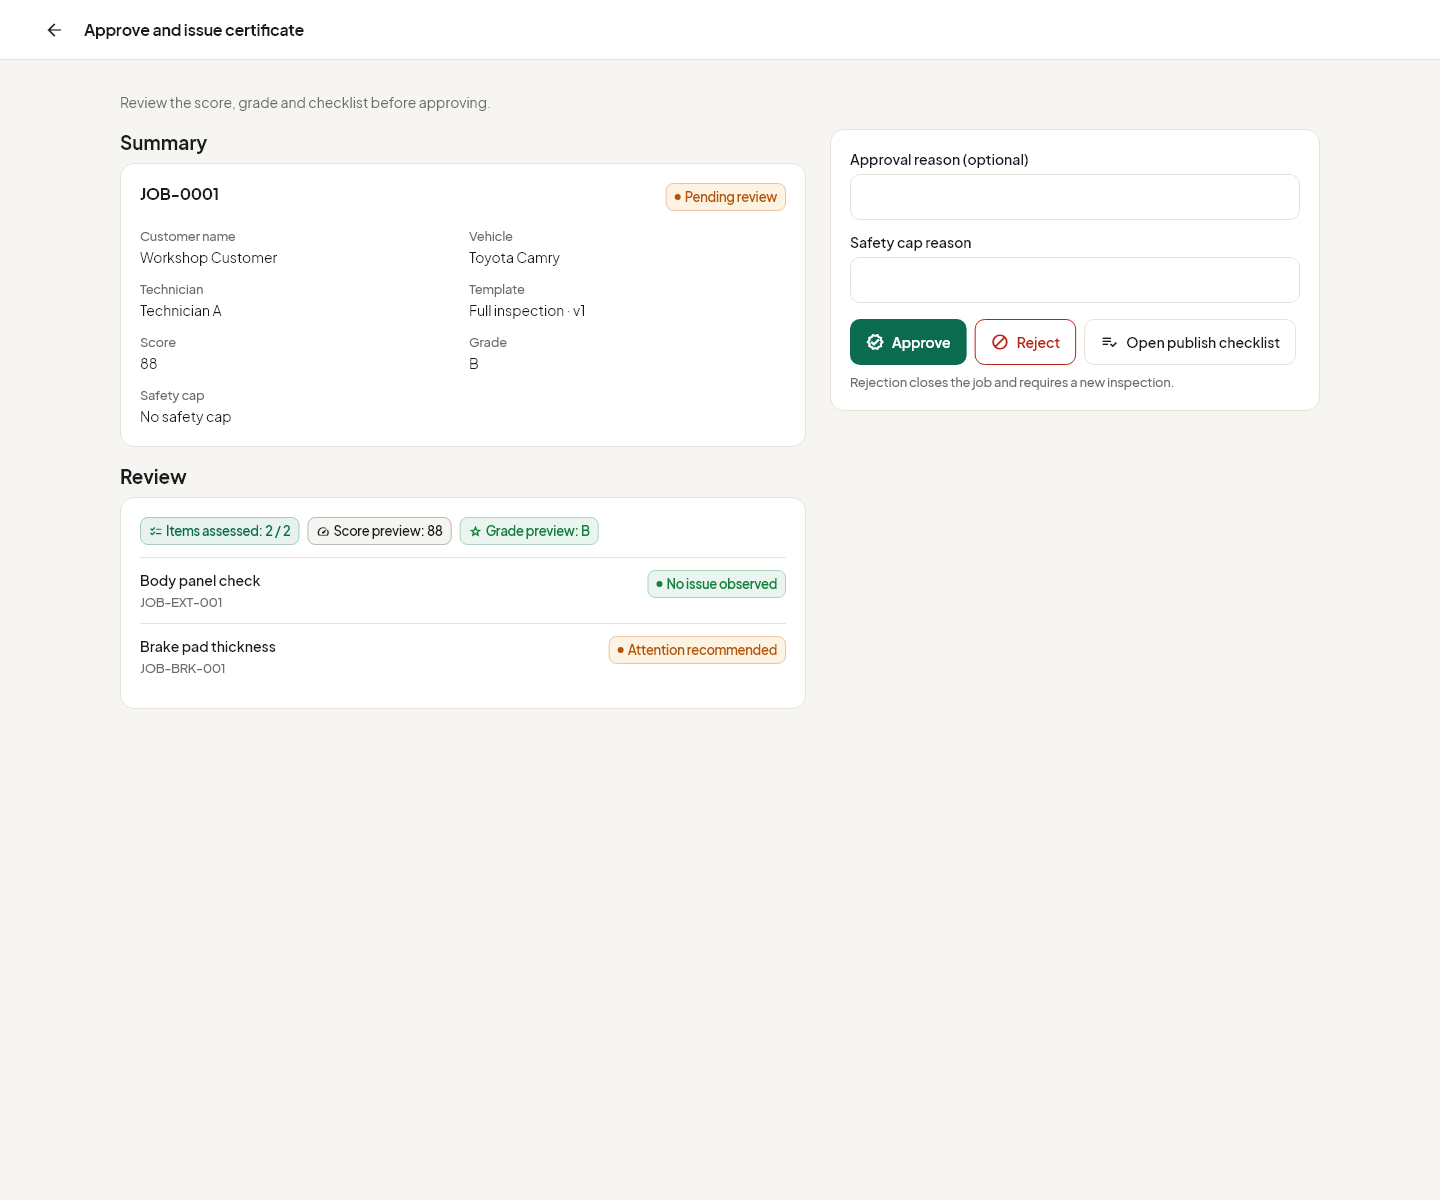 Approve and issue certificate
Review the score, grade and checklist before approving.
Summary
JOB-0001
Pending review
Customer name
Workshop Customer
Vehicle
Toyota Camry
Technician
Technician A
Template
Full inspection · v1
Score
88
Grade
B
Safety cap
No safety cap
Review
Items assessed: 2 / 2
Score preview: 88
Grade preview: B
Body panel check
JOB-EXT-001
No issue observed
Brake pad thickness
JOB-BRK-001
Attention recommended
Approval reason (optional)
Safety cap reason
Approve
Reject
Open publish checklist
Rejection closes the job and requires a new inspection.